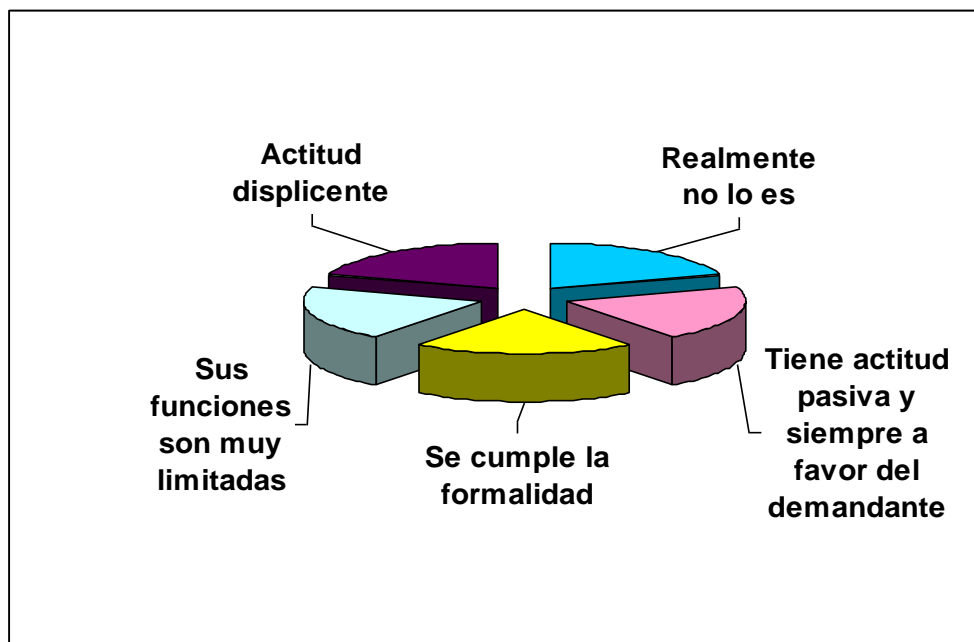 Actitud
displicente
Realmente
no lo es
Sus
funciones
son muy
limitadas
Se cumple la
formalidad
Tiene actitud
pasiva y
siempre a
favor del
demandante